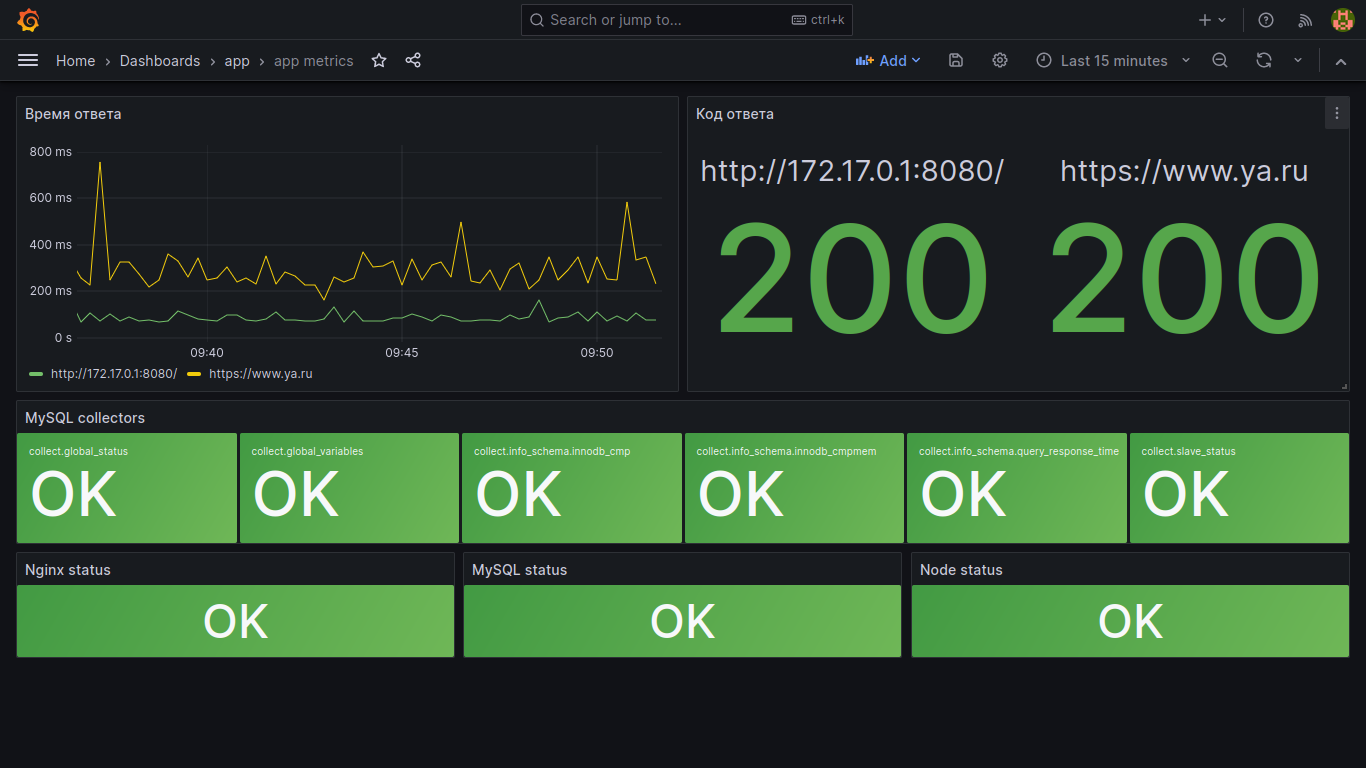 Search or jump to... ctrl+k
Home › Dashboards › app › app metrics Add Last 15 minutes
Время ответа
800 ms
600 ms
400 ms
200 ms
0 s
09:40 09:45 09:50
http://172.17.0.1:8080/ https://www.ya.ru
Код ответа
http://172.17.0.1:8080/ https://www.ya.ru
200 200
MySQL collectors
collect.global_status collect.global_variables collect.info_schema.innodb_cmp collect.info_schema.innodb_cmpmem collect.info_schema.query_response_time collect.slave_status
OK OK OK OK OK OK
Nginx status MySQL status Node status
OK OK OK